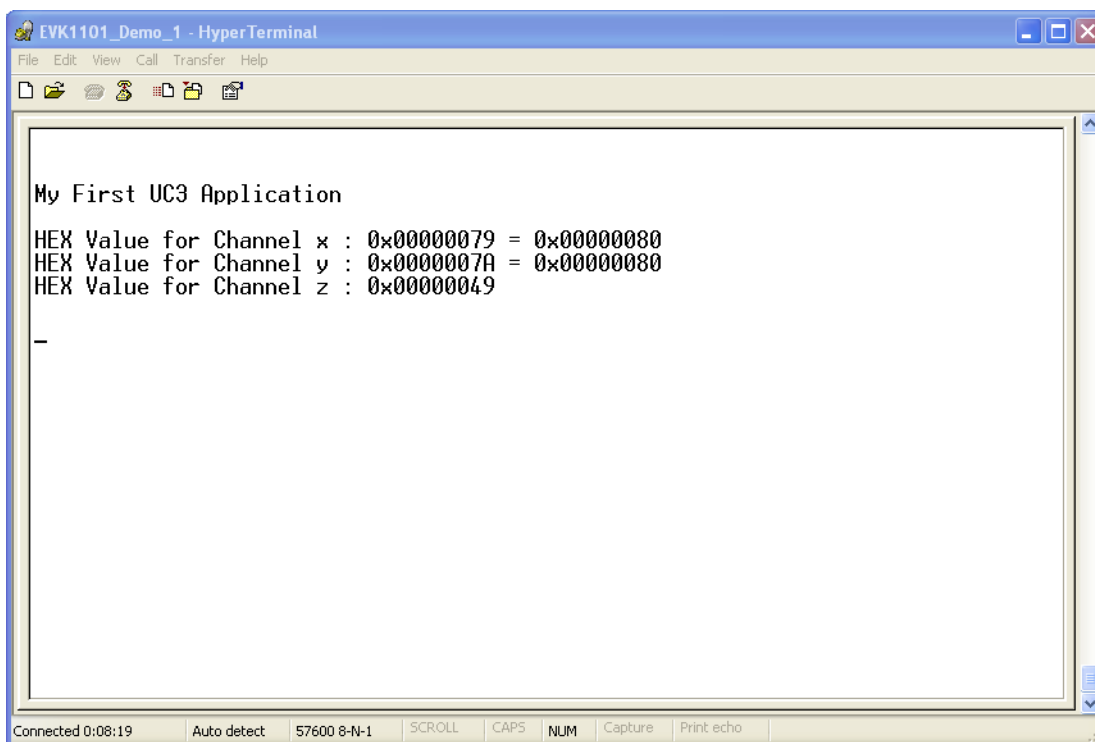 EVK1101_Demo_1 - HyperTerminal
File Edit View Call Transfer Help
My First UC3 Application
HEX Value for Channel x : 0x00000079 = 0x00000080
HEX Value for Channel y : 0x0000007A = 0x00000080
HEX Value for Channel z : 0x00000049
_
Connected 0:08:19 Auto detect 57600 8-N-1 SCROLL CAPS NUM Capture Print echo